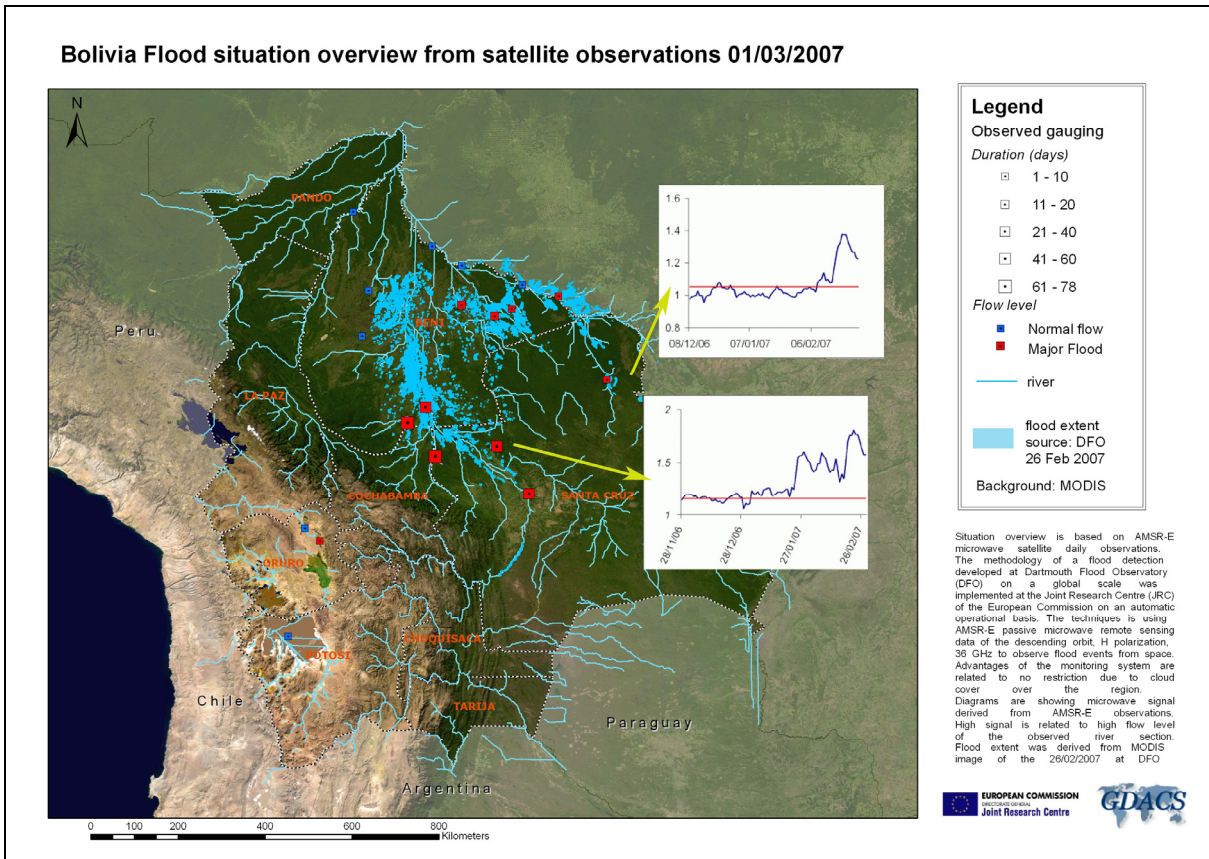 Bolivia Flood situation overview from satellite observations 01/03/2007
N
PANDO
BENI
LA PAZ
COCHABAMBA
SANTA CRUZ
ORURO
POTOSI
CHUQUISACA
TARIJA
Peru
Chile
Argentina
Paraguay
1.6
1.4
1.2
1
0.8
08/12/06 07/01/07 06/02/07
2
1.5
1
28/11/06 28/12/06 27/01/07 26/02/07
0 100 200 400 600 800
Kilometers
Legend
Observed gauging
Duration (days)
1 - 10
11 - 20
21 - 40
41 - 60
61 - 78
Flow level
Normal flow
Major Flood
river
flood extent
source: DFO
26 Feb 2007
Background: MODIS
Situation overview is based on AMSR-E
microwave satellite daily observations.
The methodology of a flood detection
developed at Dartmouth Flood Observatory
(DFO) on a global scale was
implemented at the Joint Research Centre (JRC)
of the European Commission on an automatic
operational basis. The techniques is using
AMSR-E passive microwave remote sensing
data of the descending orbit, H polarization,
36 GHz to observe flood events from space.
Advantages of the monitoring system are
related to no restriction due to cloud
cover over the region.
Diagrams are showing microwave signal
derived from AMSR-E observations.
High signal is related to high flow level
of the observed river section.
Flood extent was derived from MODIS
image of the 26/02/2007 at DFO
EUROPEAN COMMISSION
DIRECTORATE GENERAL
Joint Research Centre
GDACS